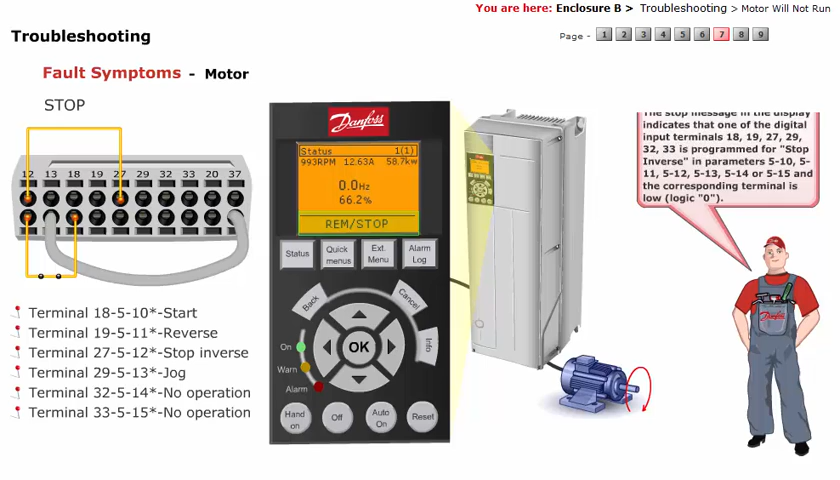 You are here: Enclosure B > Troubleshooting > Motor Will Not Run
Troubleshooting
Page - 1 2 3 4 5 6 7 8 9
Fault Symptoms - Motor
STOP
12 13 18 19 27 29 32 33 20 37
Danfoss
Status 1(1)
993RPM 12.63A 58.7kw
0.0Hz
66.2%
REM/STOP
Status Quick menus Ext. Menu Alarm Log
Back Cancel
Info
OK
On
Warn
Alarm
Hand on Off Auto On Reset
The stop message in the display
indicates that one of the digital
input terminals 18, 19, 27, 29,
32, 33 is programmed for "Stop
Inverse" in parameters 5-10, 5-
11, 5-12, 5-13, 5-14 or 5-15 and
the corresponding terminal is
low (logic "0").
Danfoss
Terminal 18-5-10*-Start
Terminal 19-5-11*-Reverse
Terminal 27-5-12*-Stop inverse
Terminal 29-5-13*-Jog
Terminal 32-5-14*-No operation
Terminal 33-5-15*-No operation